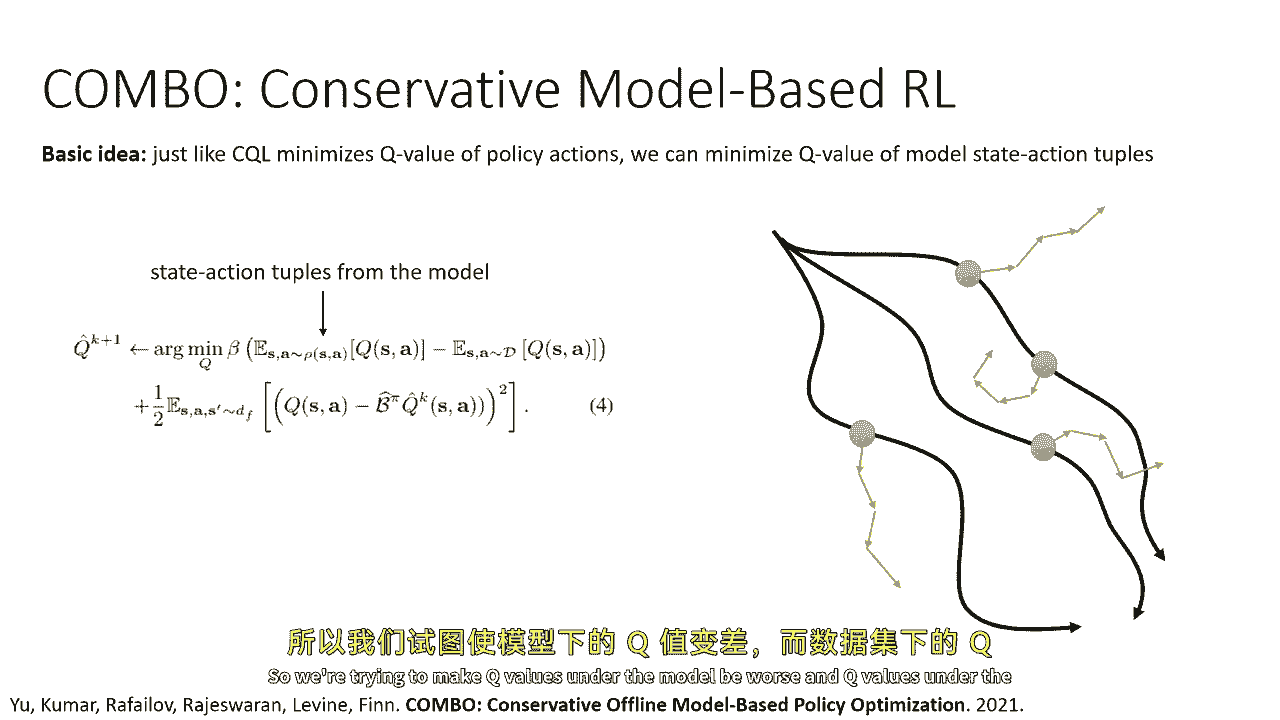 COMBO: Conservative Model-Based RL
Basic idea: just like CQL minimizes Q-value of policy actions, we can minimize Q-value of model state-action tuples
state-action tuples from the model
$\hat{Q}^{k+1} \leftarrow \arg\min_{Q} \beta \left( \mathbb{E}_{\mathbf{s},\mathbf{a}\sim\rho(\mathbf{s},\mathbf{a})}[Q(\mathbf{s},\mathbf{a})] - \mathbb{E}_{\mathbf{s},\mathbf{a}\sim\mathcal{D}}[Q(\mathbf{s},\mathbf{a})] \right)$
$+ \frac{1}{2} \mathbb{E}_{\mathbf{s},\mathbf{a},\mathbf{s}'\sim d_f} \left[ \left( Q(\mathbf{s},\mathbf{a}) - \widehat{\mathcal{B}}^{\pi} \hat{Q}^{k}(\mathbf{s},\mathbf{a})) \right)^2 \right].$ (4)
所以我们试图使模型下的 Q 值变差，而数据集下的 Q
So we're trying to make Q values under the model be worse and Q values under the
Yu, Kumar, Rafailov, Rajeswaran, Levine, Finn. COMBO: Conservative Offline Model-Based Policy Optimization. 2021.